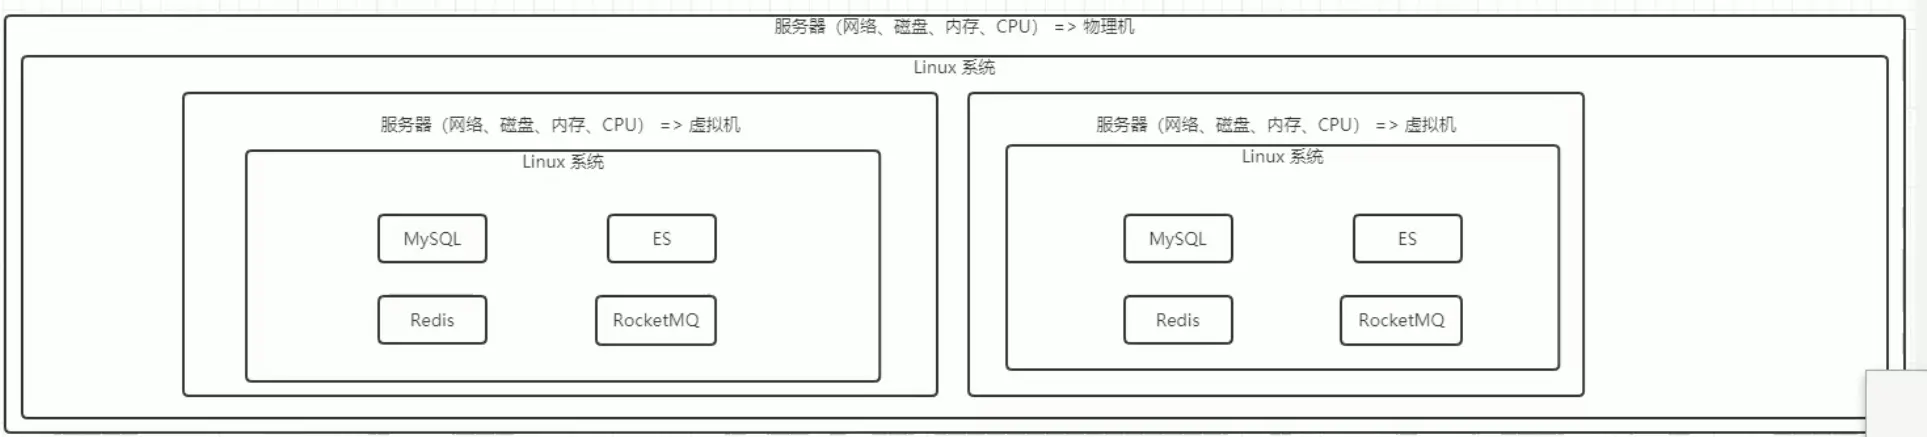 服务器（网络、磁盘、内存、CPU） => 物理机
Linux 系统
服务器（网络、磁盘、内存、CPU） => 虚拟机
Linux 系统
MySQL
ES
Redis
RocketMQ
服务器（网络、磁盘、内存、CPU） => 虚拟机
Linux 系统
MySQL
ES
Redis
RocketMQ